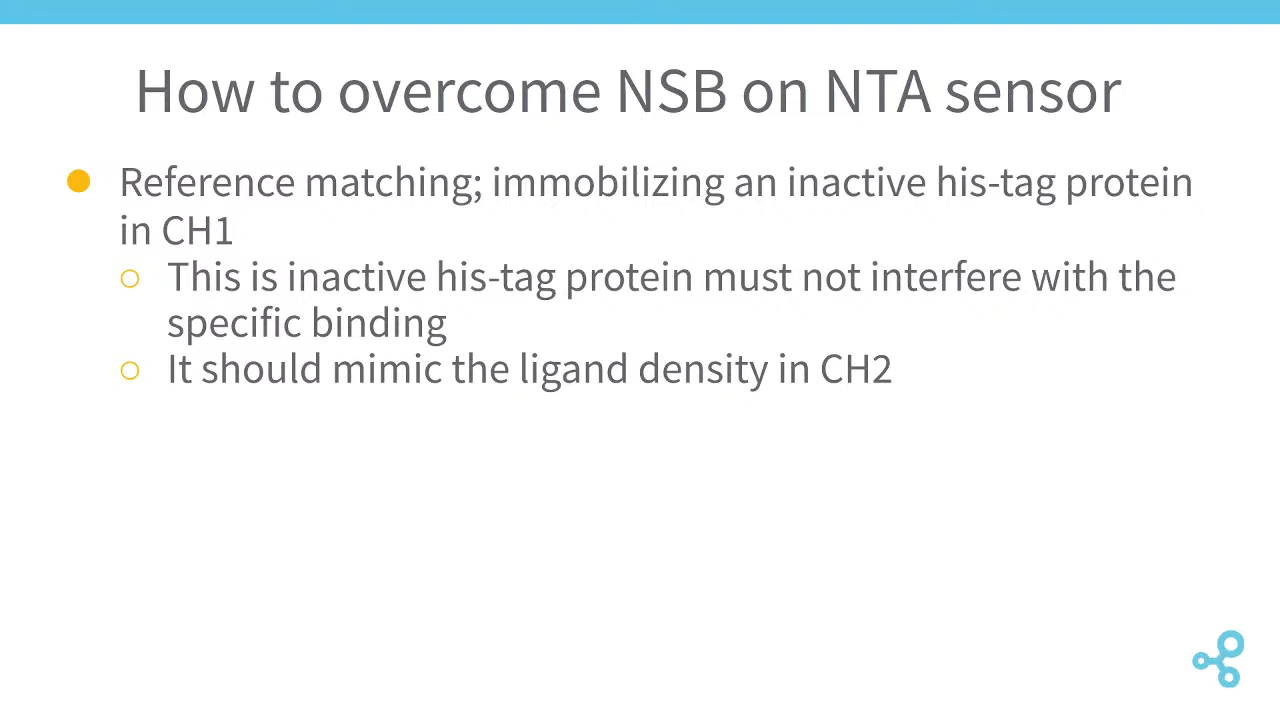 How to overcome NSB on NTA sensor
Reference matching; immobilizing an inactive his-tag protein
in CH1
This is inactive his-tag protein must not interfere with the
specific binding
It should mimic the ligand density in CH2